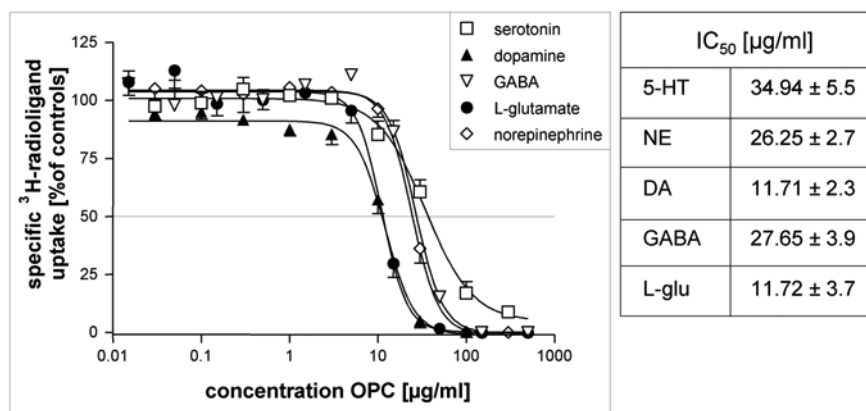 serotonin
dopamine
GABA
L-glutamate
norepinephrine
specific ³H-radioligand
uptake [%of controls]
125
100
75
50
25
0
0.01
0.1
1
10
100
1000
concentration OPC [µg/ml]
IC₅₀ [µg/ml]
5-HT 34.94 ± 5.5
NE 26.25 ± 2.7
DA 11.71 ± 2.3
GABA 27.65 ± 3.9
L-glu 11.72 ± 3.7